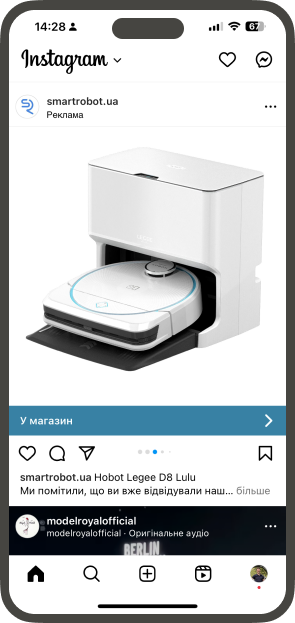 14:28
67
Instagram
smartrobot.ua
Реклама
У магазин
smartrobot.ua Hobot Legee D8 Lulu
Ми помітили, що ви вже відвідували наш... більше
modelroyalofficial
modelroyalofficial · Оригінальне аудіо
BERLIN